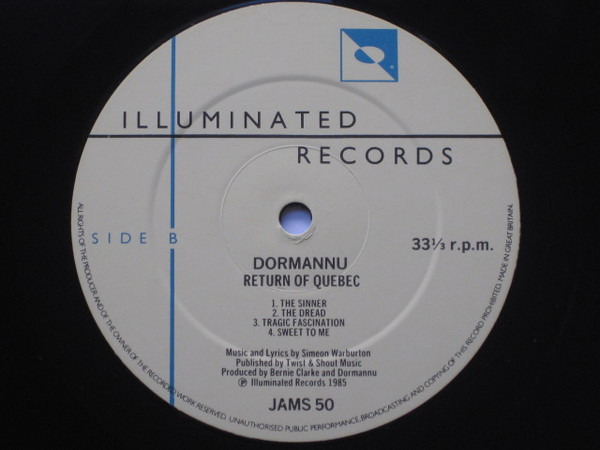 ILLUMINATED
RECORDS
SIDE B
33⅓ r.p.m.
DORMANNU
RETURN OF QUEBEC
1. THE SINNER
2. THE DREAD
3. TRAGIC FASCINATION
4. SWEET TO ME
Music and Lyrics by Simeon Warburton
Published by Twist & Shout Music
Produced by Bernie Clarke and Dormannu
℗ Illuminated Records 1985
JAMS 50
ALL RIGHTS OF THE PRODUCER AND OF THE OWNER OF THE RECORDED WORK RESERVED. UNAUTHORISED PUBLIC PERFORMANCE, BROADCASTING AND COPYING OF THIS RECORD PROHIBITED. MADE IN GREAT BRITAIN.